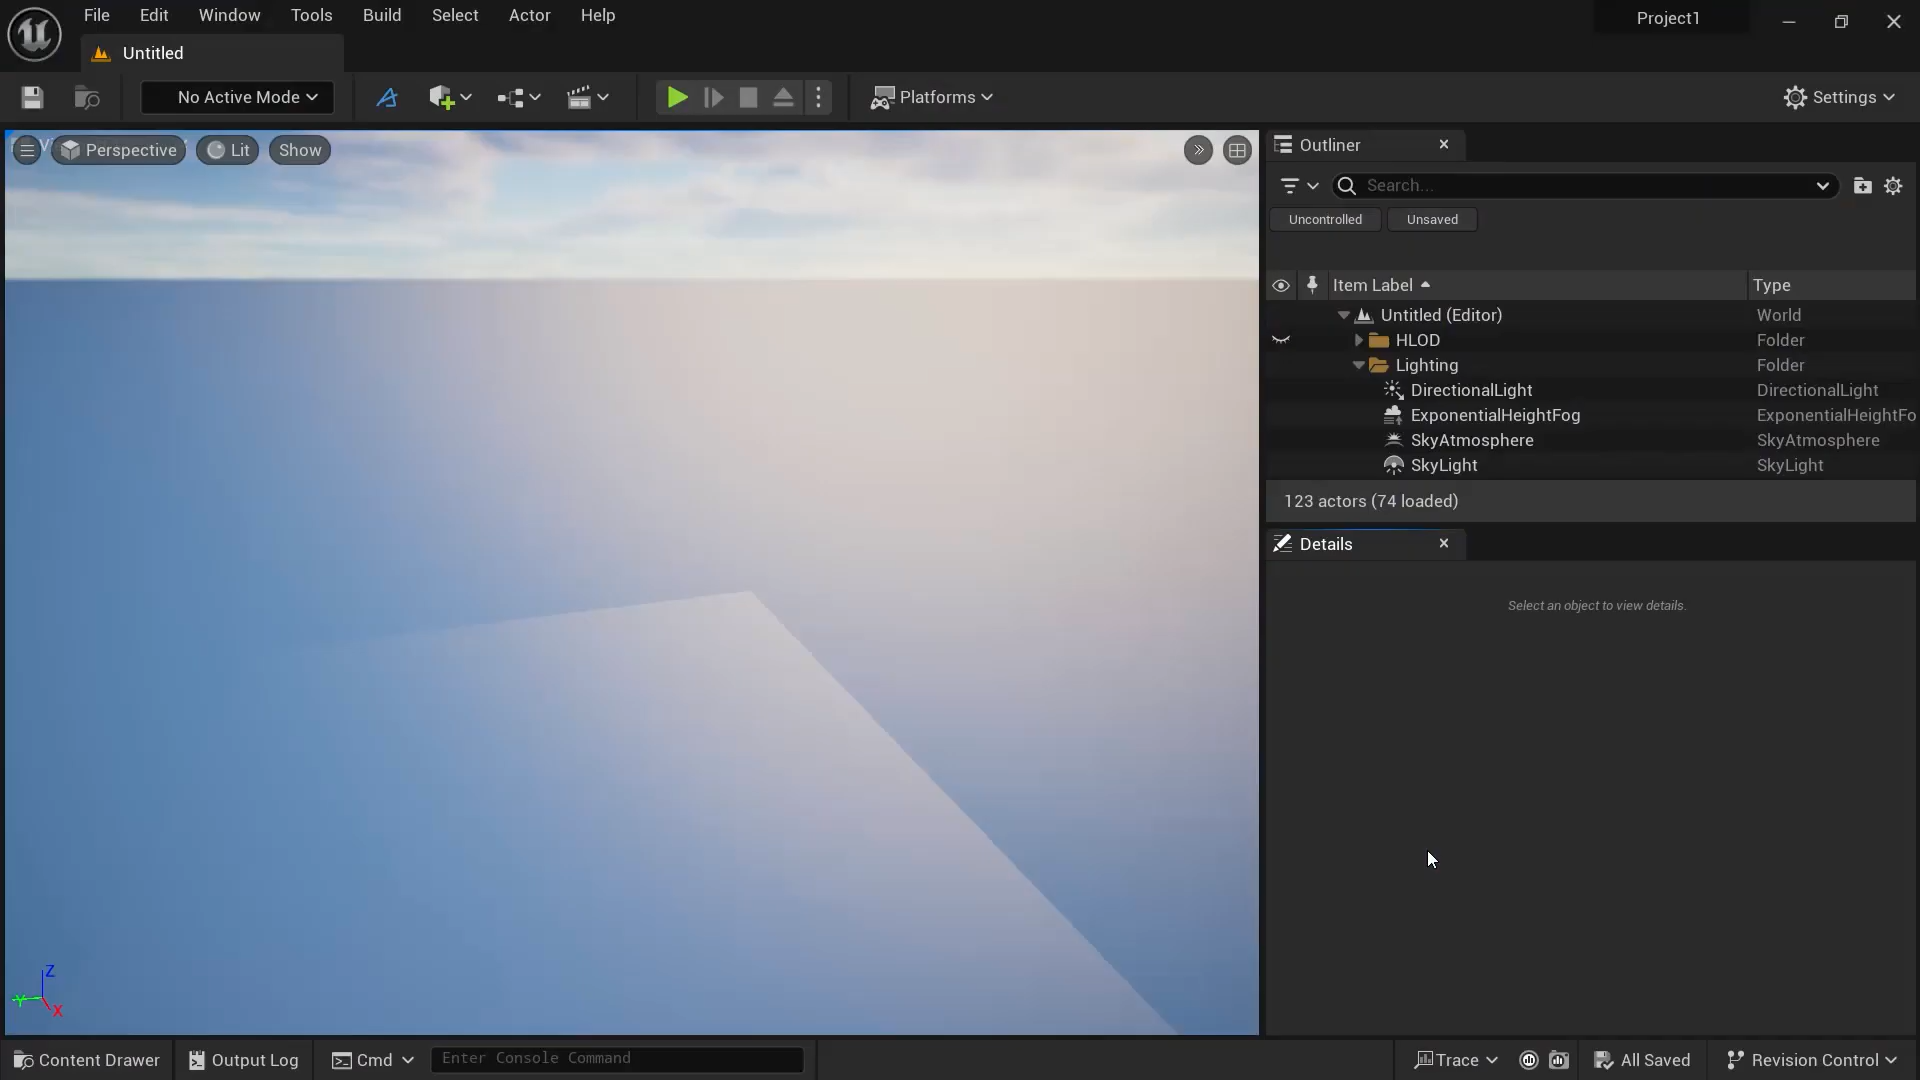 File Edit Window Tools Build Select Actor Help
Project1
Untitled
No Active Mode
Platforms
Settings
Perspective Lit Show
Outliner
Search...
Uncontrolled Unsaved
Item Label Type
Untitled (Editor) World
HLOD Folder
Lighting Folder
DirectionalLight DirectionalLight
ExponentialHeightFog ExponentialHeightFo
SkyAtmosphere SkyAtmosphere
SkyLight SkyLight
123 actors (74 loaded)
Details
Select an object to view details.
Z
Y
X
Content Drawer Output Log Cmd Enter Console Command Trace All Saved Revision Control